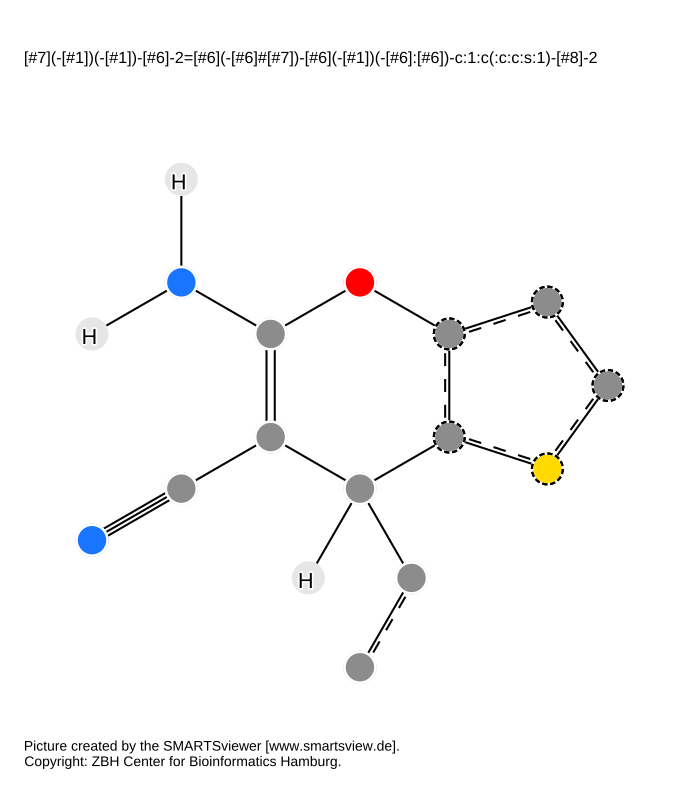 [#7](-[#1])(-[#1])-[#6]-2=[#6](-[#6]#[#7])-[#6](-[#1])(-[#6]:[#6])-c:1:c(:c:c:s:1)-[#8]-2
H
H
H
Picture created by the SMARTSviewer [www.smartsview.de].
Copyright: ZBH Center for Bioinformatics Hamburg.